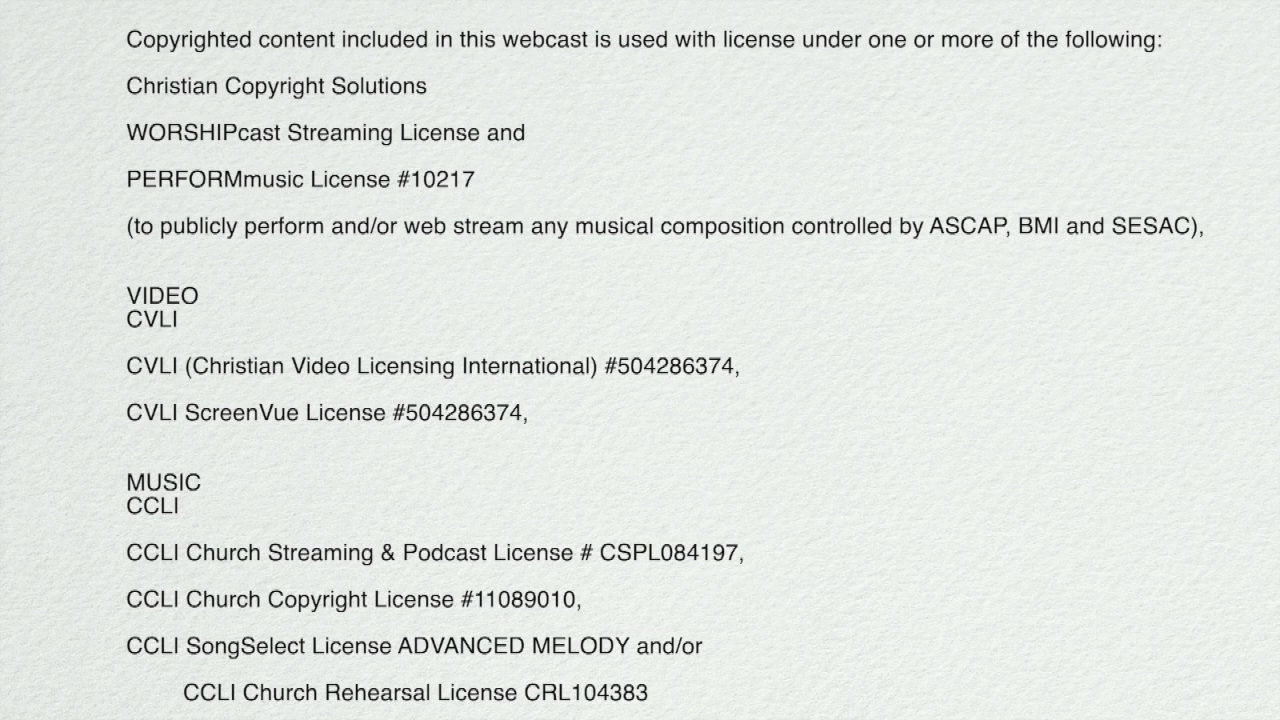 Copyrighted content included in this webcast is used with license under one or more of the following:
Christian Copyright Solutions
WORSHIPcast Streaming License and
PERFORMmusic License #10217
(to publicly perform and/or web stream any musical composition controlled by ASCAP, BMI and SESAC),
VIDEO
CVLI
CVLI (Christian Video Licensing International) #504286374,
CVLI ScreenVue License #504286374,
MUSIC
CCLI
CCLI Church Streaming & Podcast License # CSPL084197,
CCLI Church Copyright License #11089010,
CCLI SongSelect License ADVANCED MELODY and/or
CCLI Church Rehearsal License CRL104383